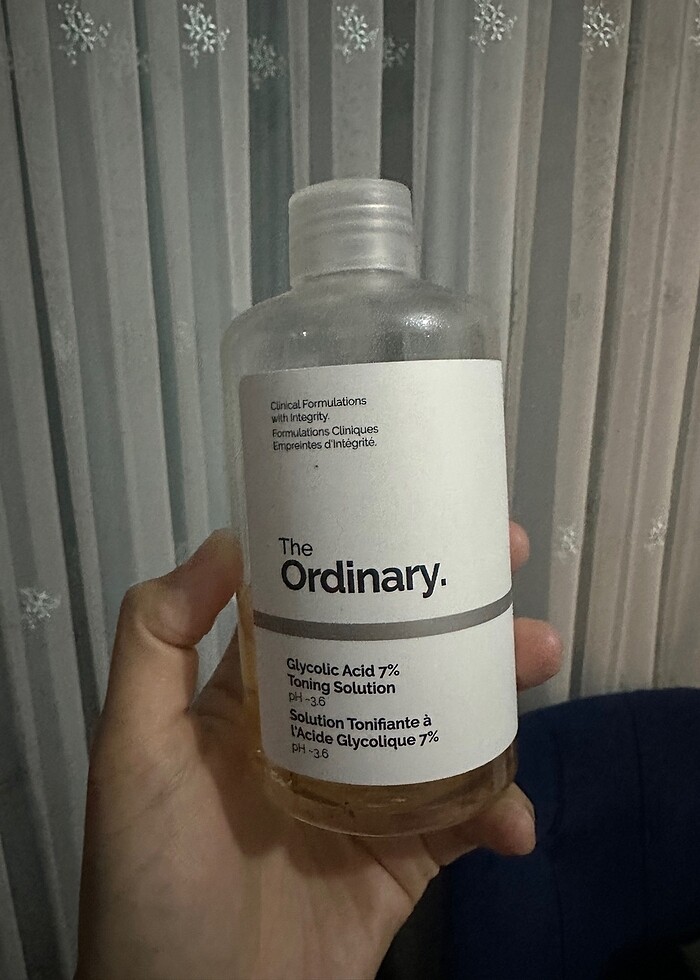 Clinical Formulations
with Integrity.
Formulations Cliniques
Empreintes d'Intégrité.
The
Ordinary.
Glycolic Acid 7%
Toning Solution
pH ~3.6
Solution Tonifiante à
l'Acide Glycolique 7%
pH ~3.6